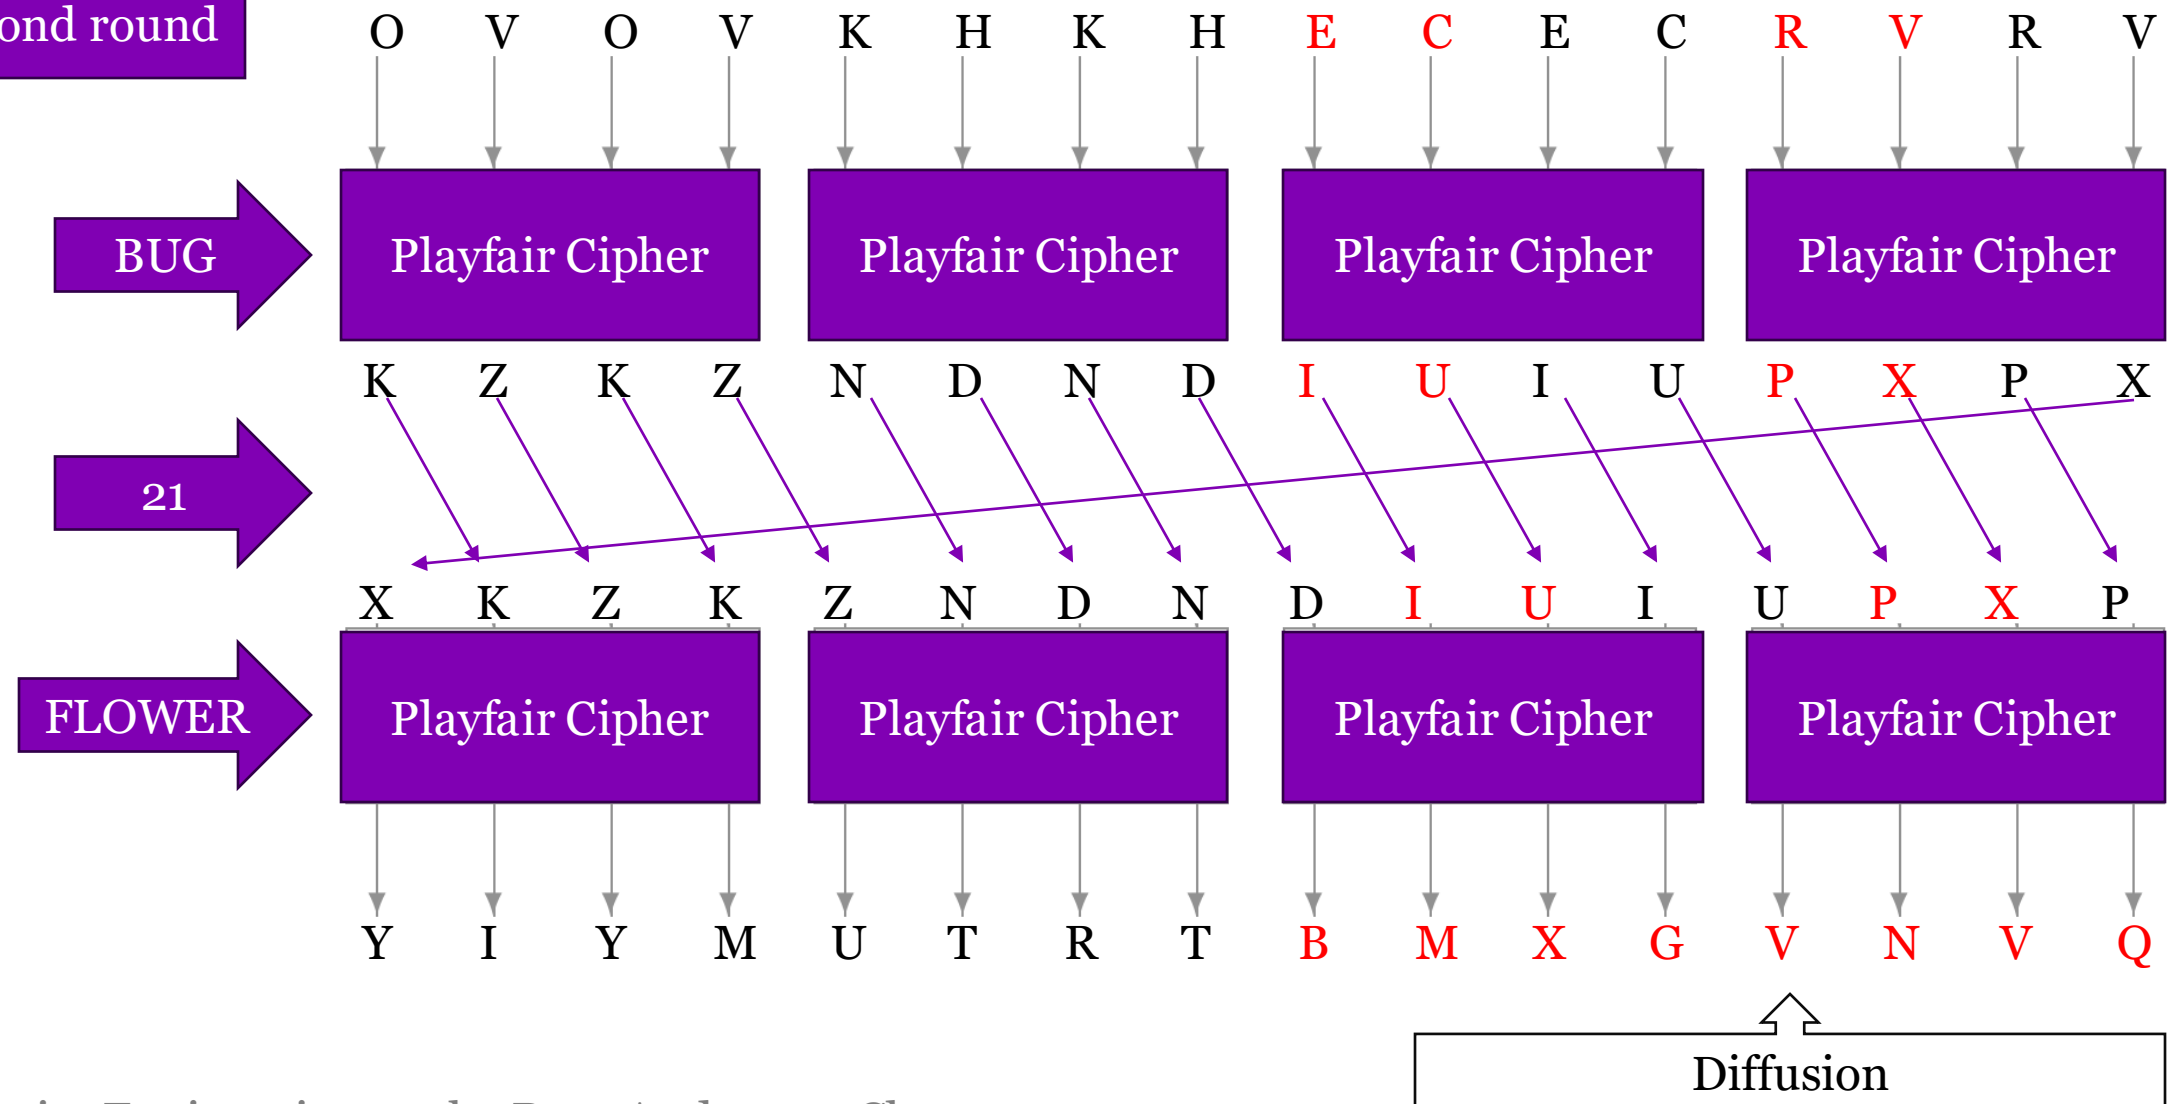 ond round
O V O V K H K H E C E C R V R V
BUG
Playfair Cipher Playfair Cipher Playfair Cipher Playfair Cipher
K Z K Z N D N D I U I U P X P X
21
X K Z K Z N D N D I U I U P X P
FLOWER
Playfair Cipher Playfair Cipher Playfair Cipher Playfair Cipher
Y I Y M U T R T B M X G V N V Q
Diffusion